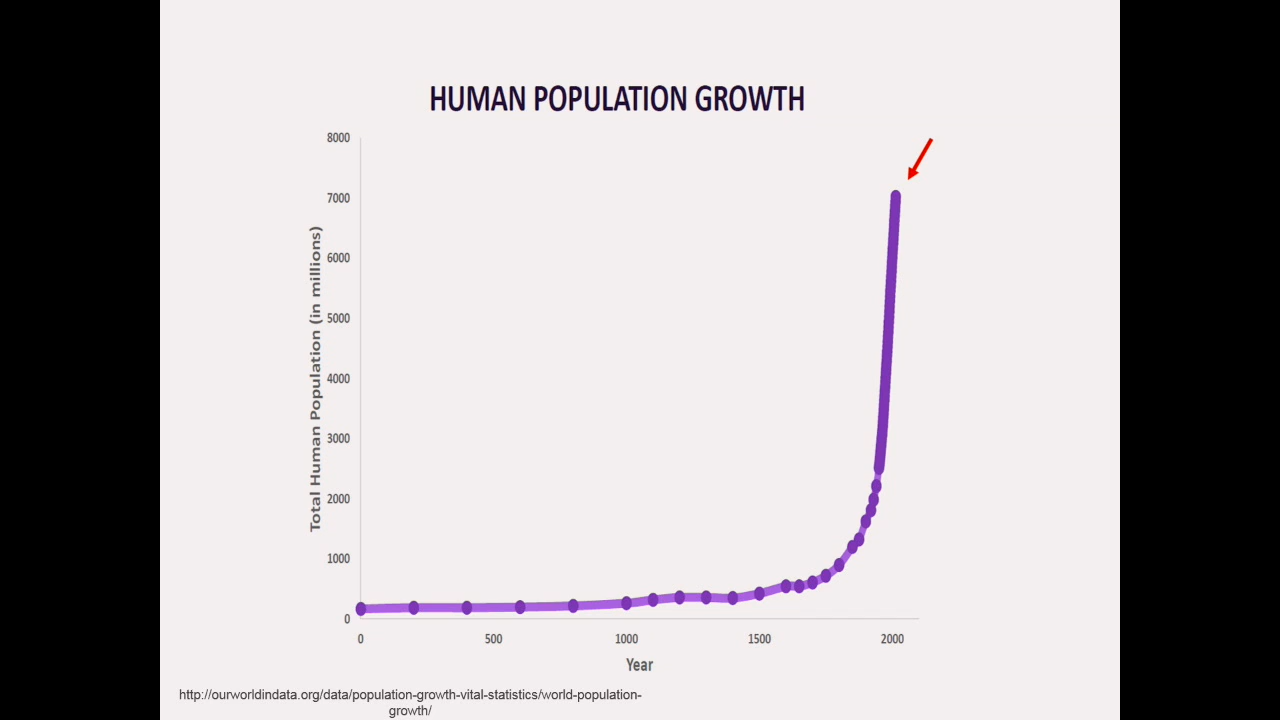 HUMAN POPULATION GROWTH
8000
7000
6000
5000
4000
3000
2000
1000
0
Total Human Population (in millions)
0 500 1000 1500 2000
Year
http://ourworldindata.org/data/population-growth-vital-statistics/world-population-
growth/